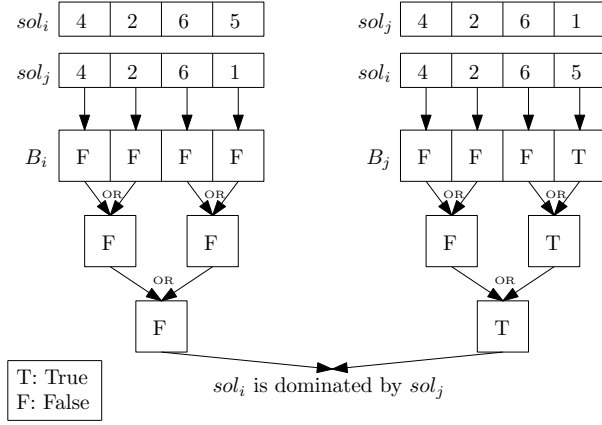 sol_i 4 2 6 5 sol_j 4 2 6 1
sol_j 4 2 6 1 sol_i 4 2 6 5
B_i F F F F B_j F F F T
OR OR OR OR
F F F T
OR OR
F T
sol_i is dominated by sol_j
T: True
F: False